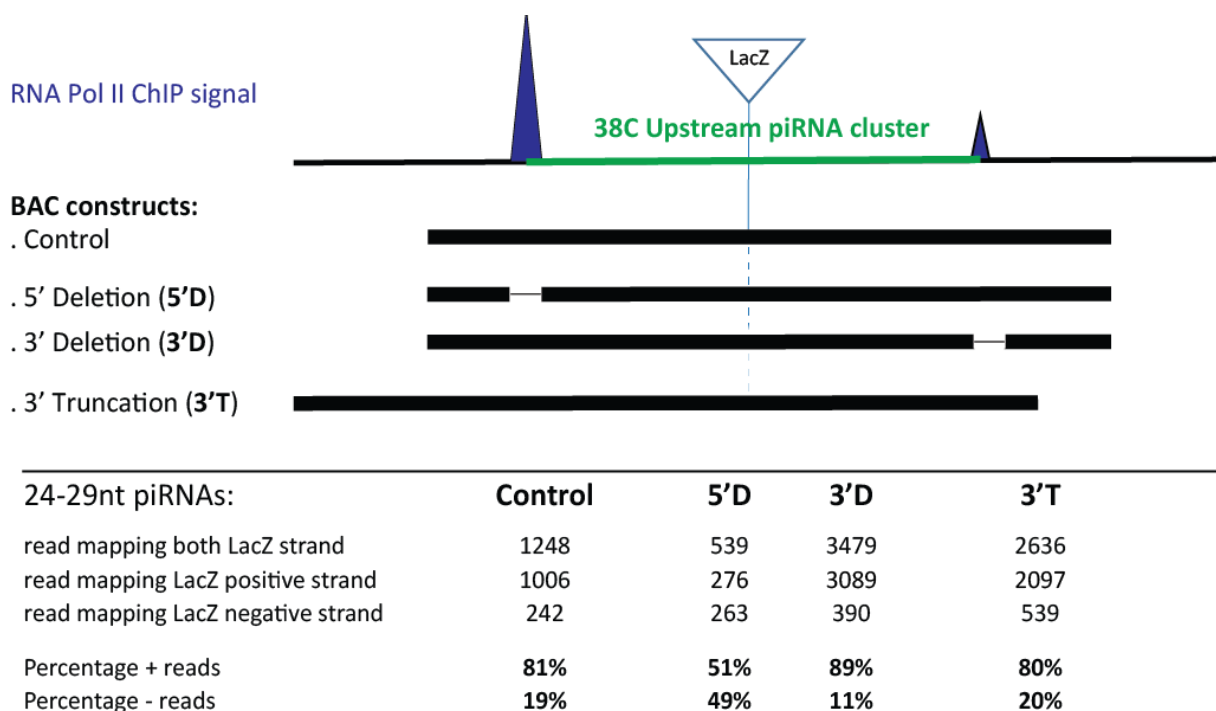 LacZ
RNA Pol II ChIP signal
38C Upstream piRNA cluster
BAC constructs:
. Control
. 5’ Deletion (5’D)
. 3’ Deletion (3’D)
. 3’ Truncation (3’T)
24-29nt piRNAs: Control 5’D 3’D 3’T
read mapping both LacZ strand 1248 539 3479 2636
read mapping LacZ positive strand 1006 276 3089 2097
read mapping LacZ negative strand 242 263 390 539
Percentage + reads 81% 51% 89% 80%
Percentage - reads 19% 49% 11% 20%